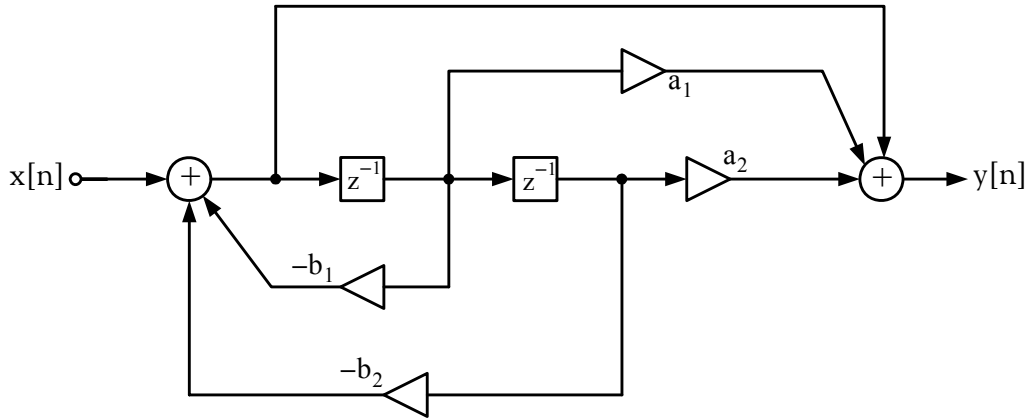 a₁
x[n]
+
z⁻¹
z⁻¹
a₂
+
y[n]
−b₁
−b₂